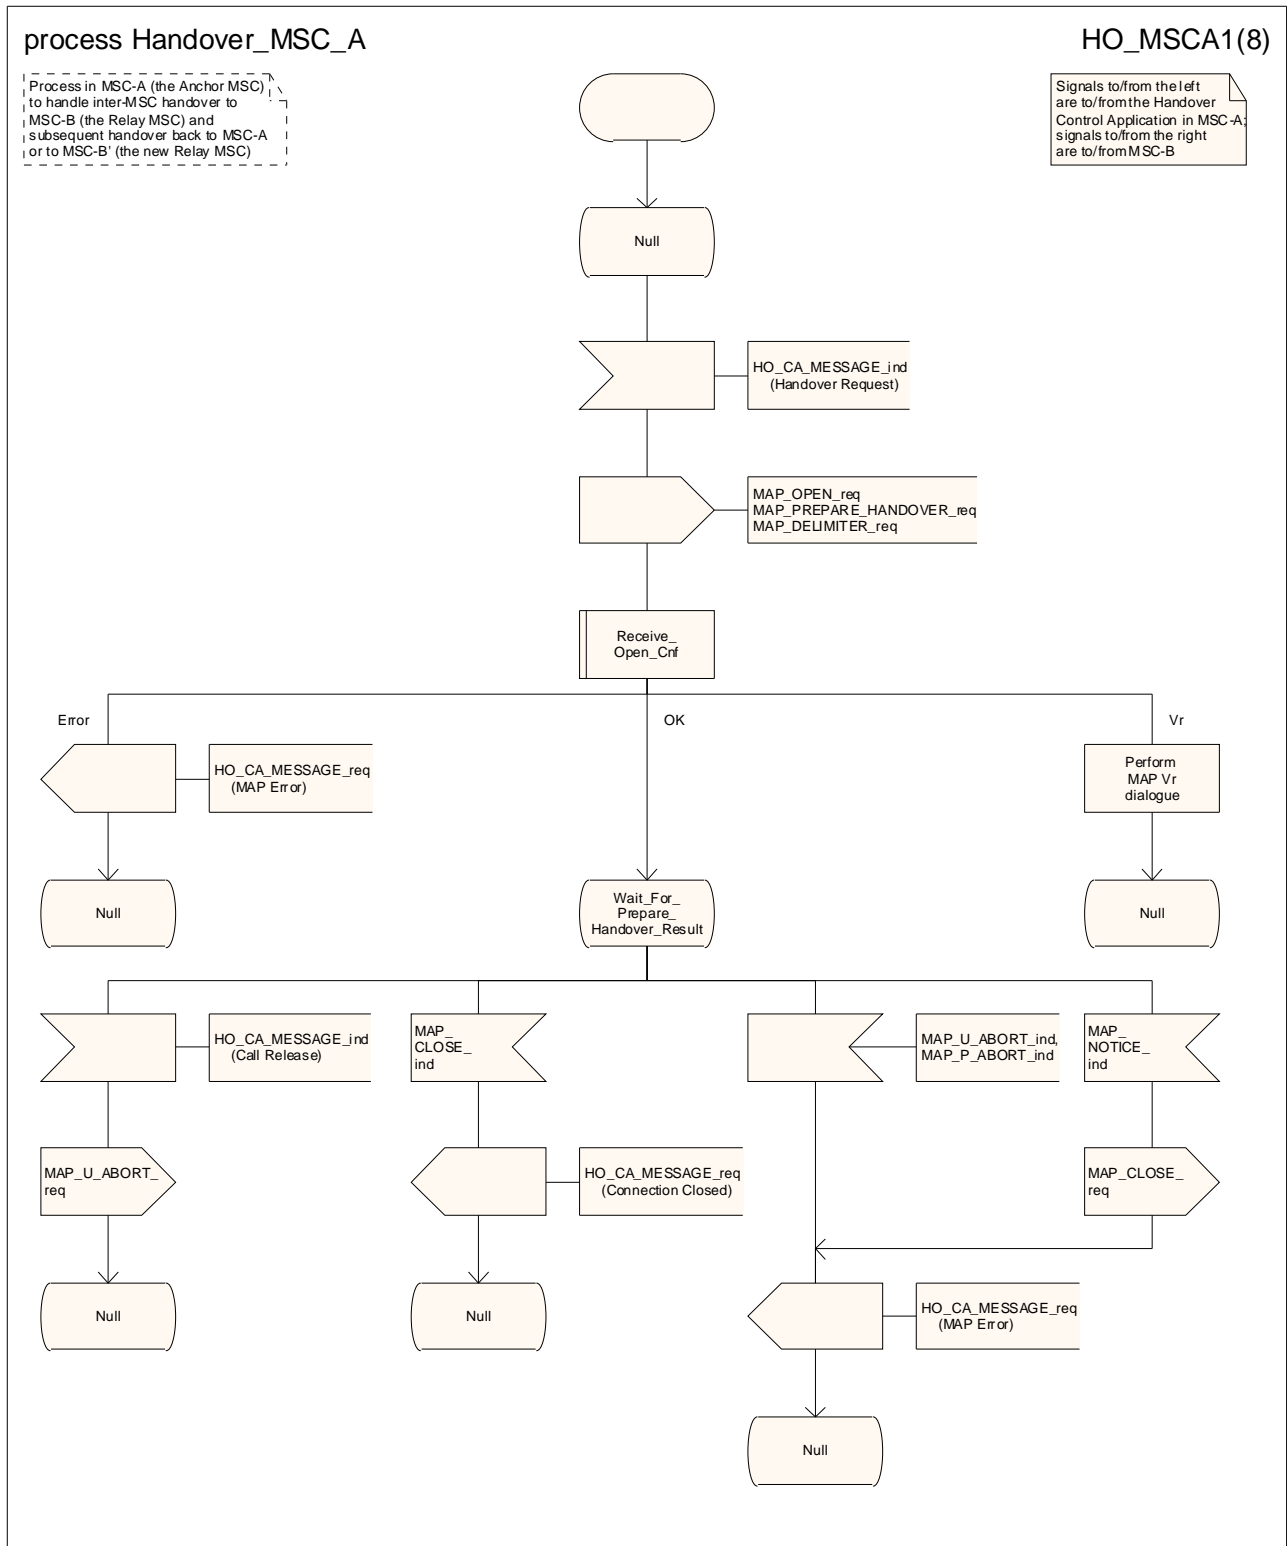 process Handover_MSC_A
HO_MSCA1(8)
Process in MSC-A (the Anchor MSC)
to handle inter-MSC handover to
MSC-B (the Relay MSC) and
subsequent handover back to MSC-A
or to MSC-B' (the new Relay MSC)
Signals to/from the left
are to/from the Handover
Control Application in MSC-A;
signals to/from the right
are to/from MSC-B
Null
HO_CA_MESSAGE_ind
(Handover Request)
MAP_OPEN_req
MAP_PREPARE_HANDOVER_req
MAP_DELIMITER_req
Receive_
Open_Cnf
Error
OK
Vr
HO_CA_MESSAGE_req
(MAP Error)
Perform
MAP Vr
dialogue
Null
Wait_For_
Prepare_
Handover_Result
Null
HO_CA_MESSAGE_ind
(Call Release)
MAP_
CLOSE_
ind
MAP_U_ABORT_ind,
MAP_P_ABORT_ind
MAP_
NOTICE_
ind
MAP_U_ABORT_
req
HO_CA_MESSAGE_req
(Connection Closed)
MAP_CLOSE_
req
Null
Null
HO_CA_MESSAGE_req
(MAP Error)
Null